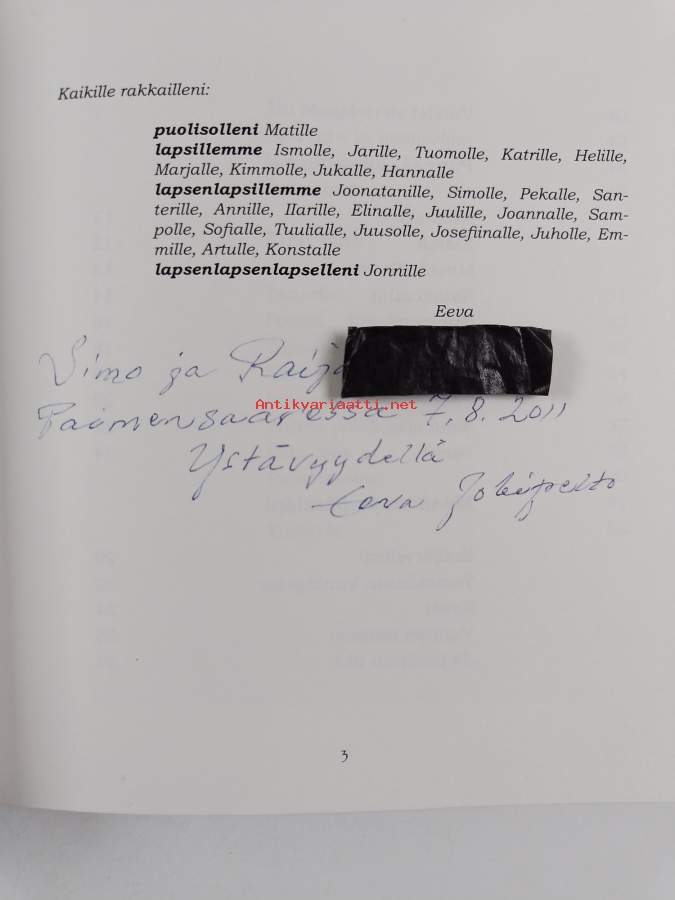 Kaikille rakkailleni:
puolisolleni Matille
lapsillemme Ismolle, Jarille, Tuomolle, Katrille, Helille,
Marjalle, Kimmolle, Jukalle, Hannalle
lapsenlapsillemme Joonatanille, Simolle, Pekalle, San-
terille, Annille, Ilarille, Elinalle, Juulille, Joannalle, Sam-
polle, Sofialle, Tuulialle, Juusolle, Josefiinalle, Juholle, Em-
mille, Artulle, Konstalle
lapsenlapsenlapselleni Jonnille
Eeva
Simo ja Raija
Antikvariaatti.net
Paimensaaressa 7.8.2011
Ystävyydellä
Eeva Jokipelto
3